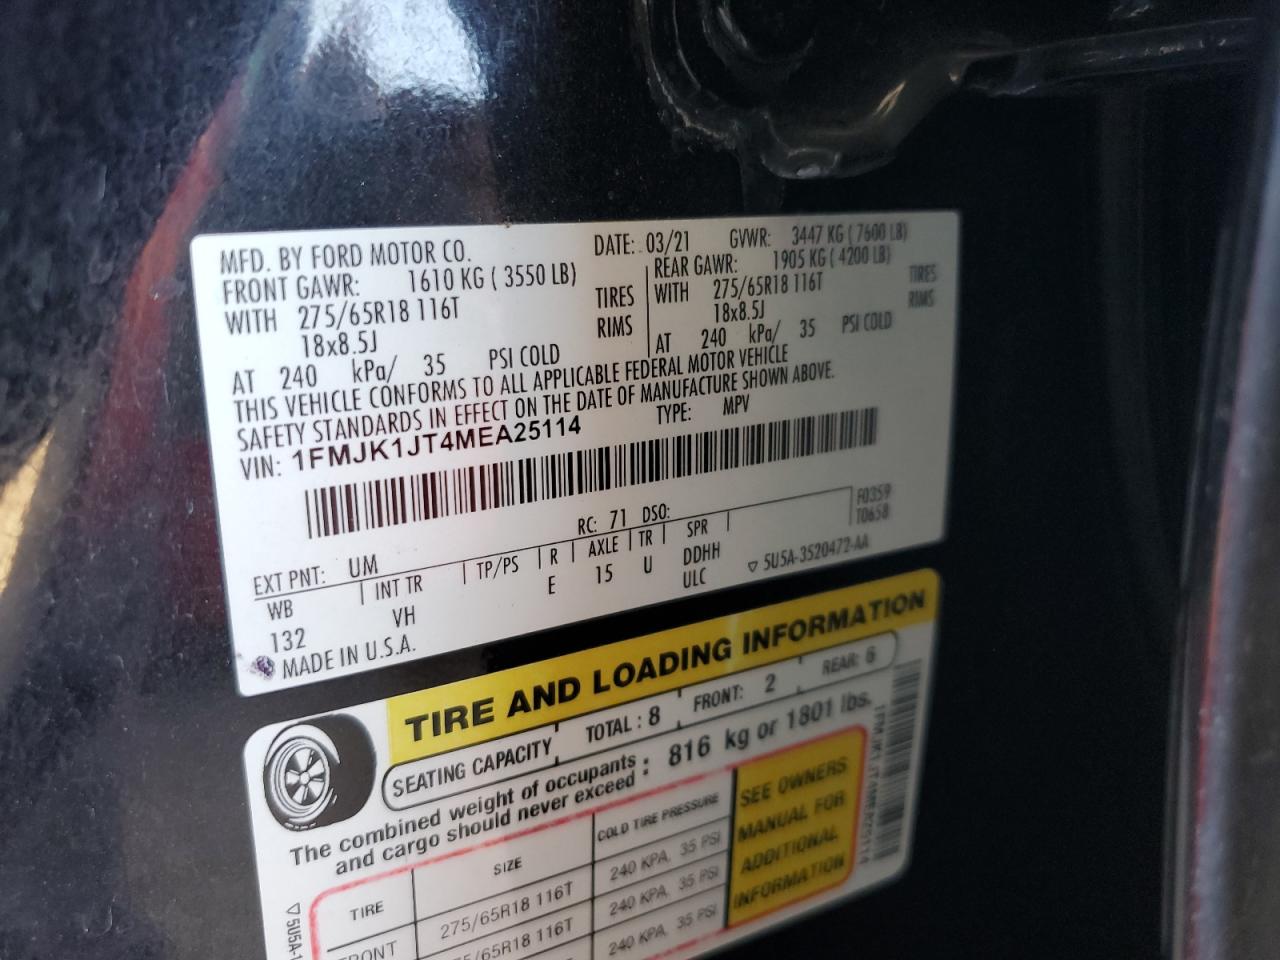 MFD. BY FORD MOTOR CO. DATE: 03/21 GVWR: 3447 KG ( 7600 LB)
FRONT GAWR: 1610 KG ( 3550 LB) REAR GAWR: 1905 KG ( 4200 LB)
WITH 275/65R18 116T TIRES WITH 275/65R18 116T TIRES
18x8.5J RIMS 18x8.5J RIMS
AT 240 kPa/ 35 PSI COLD AT 240 kPa/ 35 PSI COLD
THIS VEHICLE CONFORMS TO ALL APPLICABLE FEDERAL MOTOR VEHICLE
SAFETY STANDARDS IN EFFECT ON THE DATE OF MANUFACTURE SHOWN ABOVE.
VIN: 1FMJK1JT4MEA25114 TYPE: MPV
F0359
T0658
EXT PNT: UM RC: 71 DSO:
WB INT TR TP/PS R AXLE TR SPR
132 VH E 15 U DDHH
ULC
▽ 5U5A-3520472-AA
MADE IN U.S.A.
TIRE AND LOADING INFORMATION
SEATING CAPACITY TOTAL : 8 FRONT: 2 REAR: 6
The combined weight of occupants : 816 kg or 1801 lbs.
and cargo should never exceed
TIRE SIZE COLD TIRE PRESSURE
FRONT 275/65R18 116T 240 KPA, 35 PSI
275/65R18 116T 240 KPA, 35 PSI
240 KPA, 35 PSI
SEE OWNERS
MANUAL FOR
ADDITIONAL
INFORMATION
1FMJK1JT4MEA25114
▽ 5U5A-1